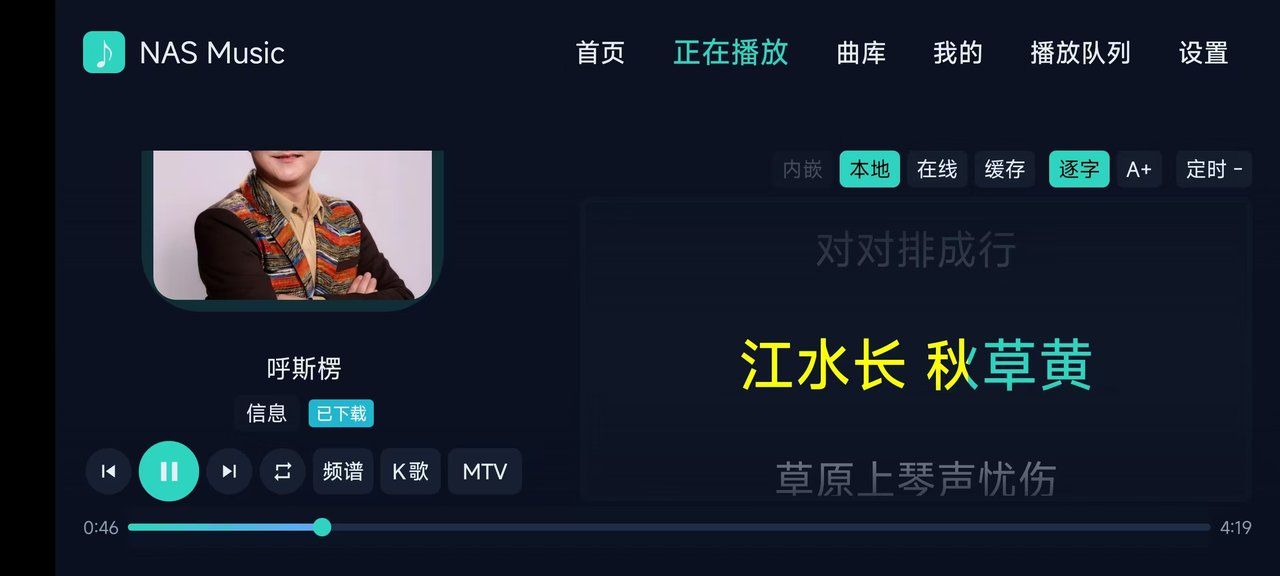 NAS Music 首页 正在播放 曲库 我的 播放队列 设置
内嵌 本地 在线 缓存 逐字 A+ 定时 -
对对排成行
江水长 秋草黄
草原上琴声忧伤
呼斯楞
信息 已下载
频谱 K歌 MTV
0:46 4:19